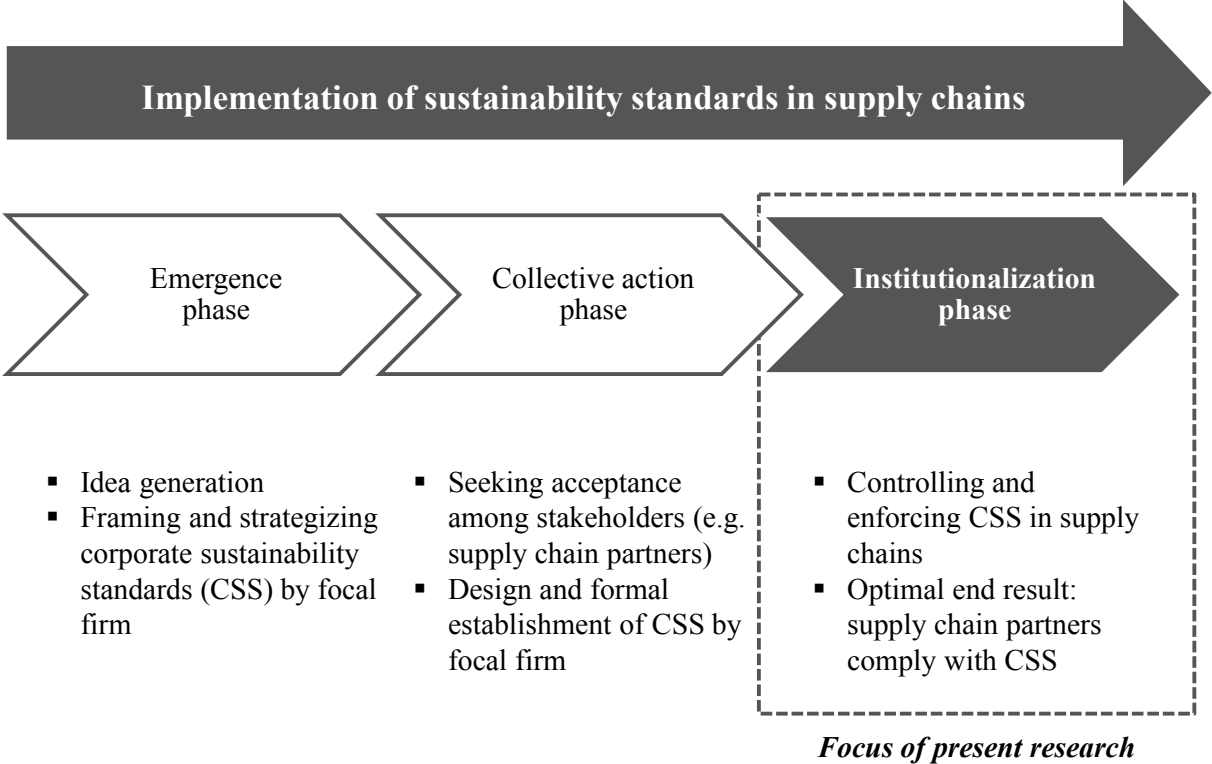 Implementation of sustainability standards in supply chains
Emergence
phase
Collective action
phase
Institutionalization
phase
▪ Idea generation
▪ Framing and strategizing
corporate sustainability
standards (CSS) by focal
firm
▪ Seeking acceptance
among stakeholders (e.g.
supply chain partners)
▪ Design and formal
establishment of CSS by
focal firm
▪ Controlling and
enforcing CSS in supply
chains
▪ Optimal end result:
supply chain partners
comply with CSS
Focus of present research